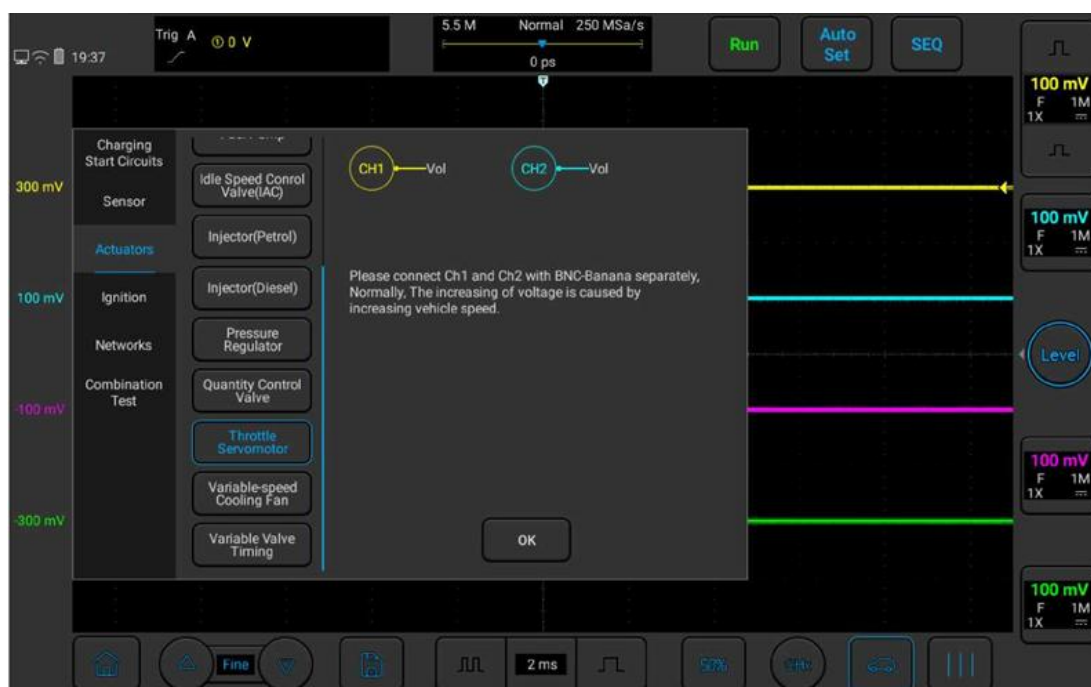 19:37
Trig A
① 0 V
5.5 M Normal 250 MSa/s
0 ps
Run
Auto
Set
SEQ
T
100 mV
F 1M
1X
300 mV
100 mV
-100 mV
-300 mV
Charging
Start Circuits
Sensor
Actuators
Ignition
Networks
Combination
Test
Idle Speed Conrol
Valve(IAC)
Injector(Petrol)
Injector(Diesel)
Pressure
Regulator
Quantity Control
Valve
Throttle
Servomotor
Variable-speed
Cooling Fan
Variable Valve
Timing
CH1 Vol
CH2 Vol
Please connect Ch1 and Ch2 with BNC-Banana separately,
Normally, The increasing of voltage is caused by
increasing vehicle speed.
OK
100 mV
F 1M
1X
Level
100 mV
F 1M
1X
100 mV
F 1M
1X
Fine
2 ms
50%